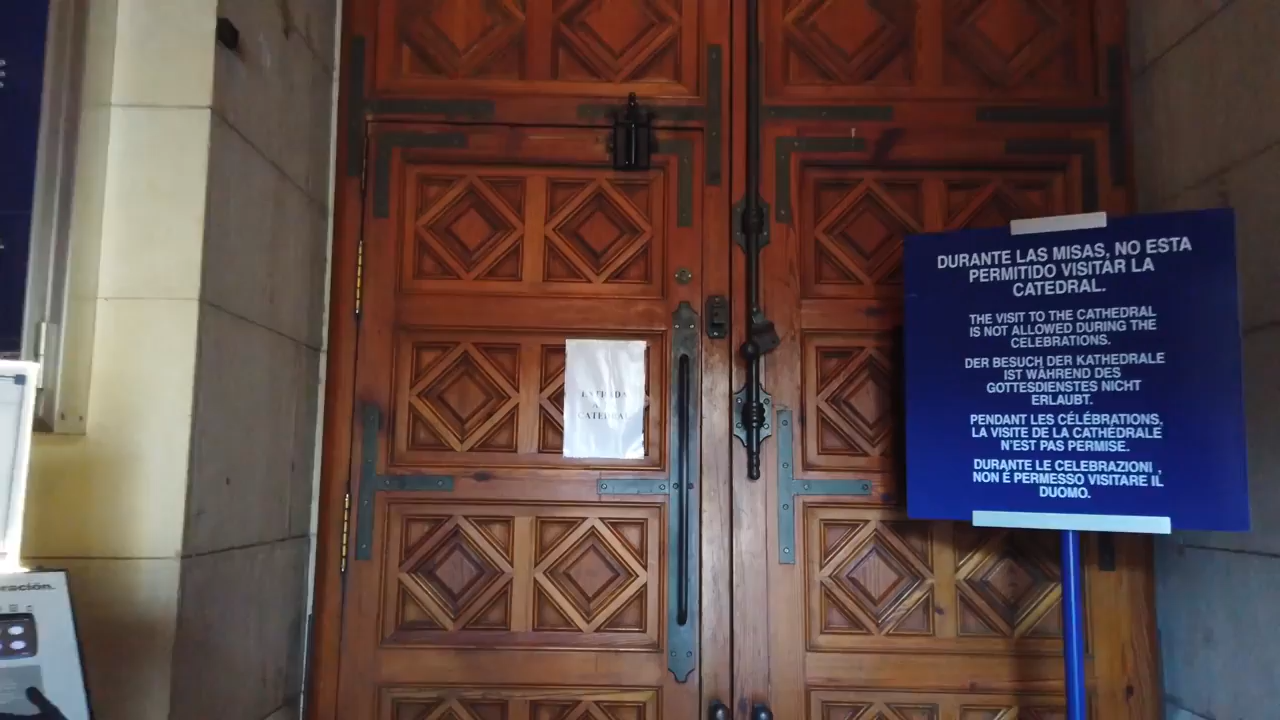 ENTRADA
CATEDRAL
DURANTE LAS MISAS, NO ESTA
PERMITIDO VISITAR LA
CATEDRAL.
THE VISIT TO THE CATHEDRAL
IS NOT ALLOWED DURING THE
CELEBRATIONS.
DER BESUCH DER KATHEDRALE
IST WÄHREND DES
GOTTESDIENSTES NICHT
ERLAUBT.
PENDANT LES CÉLÉBRATIONS,
LA VISITE DE LA CATHÉDRALE
N'EST PAS PERMISE.
DURANTE LE CELEBRAZIONI,
NON È PERMESSO VISITARE IL
DUOMO.